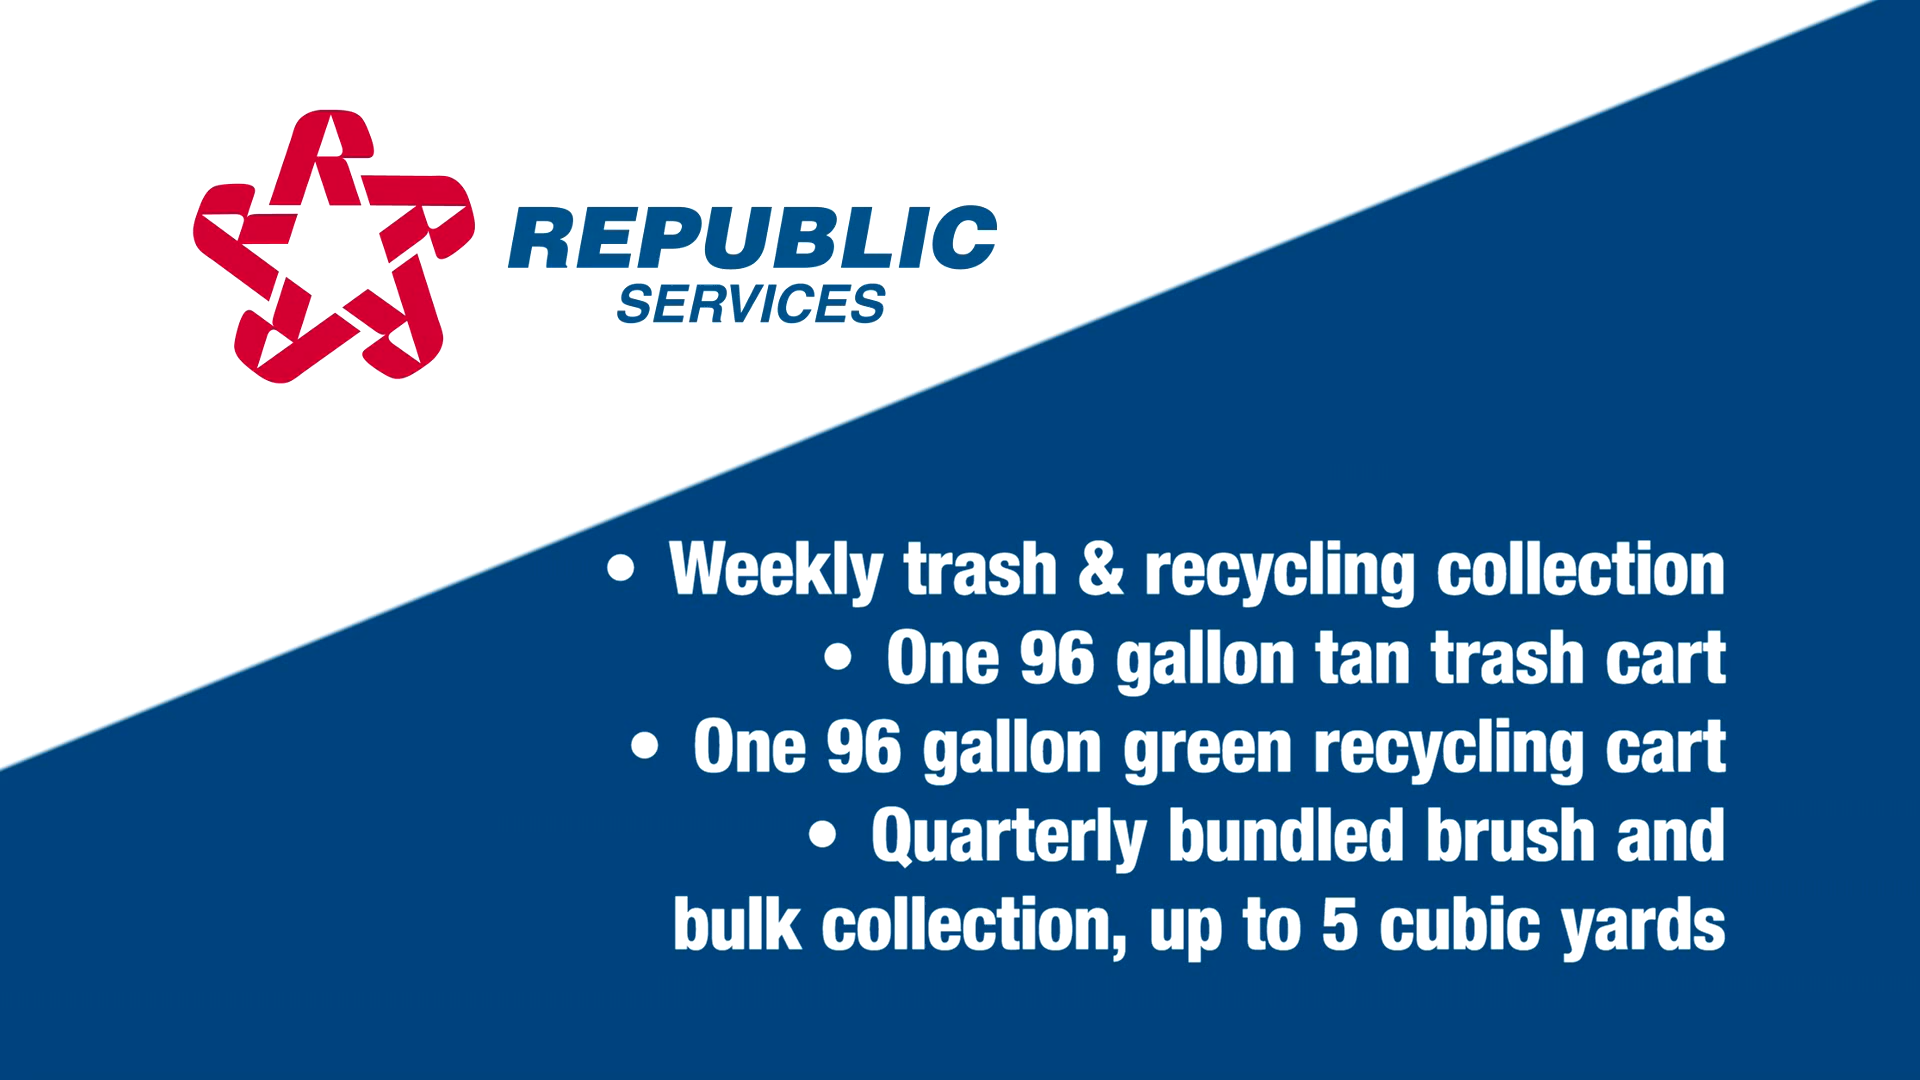 REPUBLIC
SERVICES
• Weekly trash & recycling collection
• One 96 gallon tan trash cart
• One 96 gallon green recycling cart
• Quarterly bundled brush and
bulk collection, up to 5 cubic yards